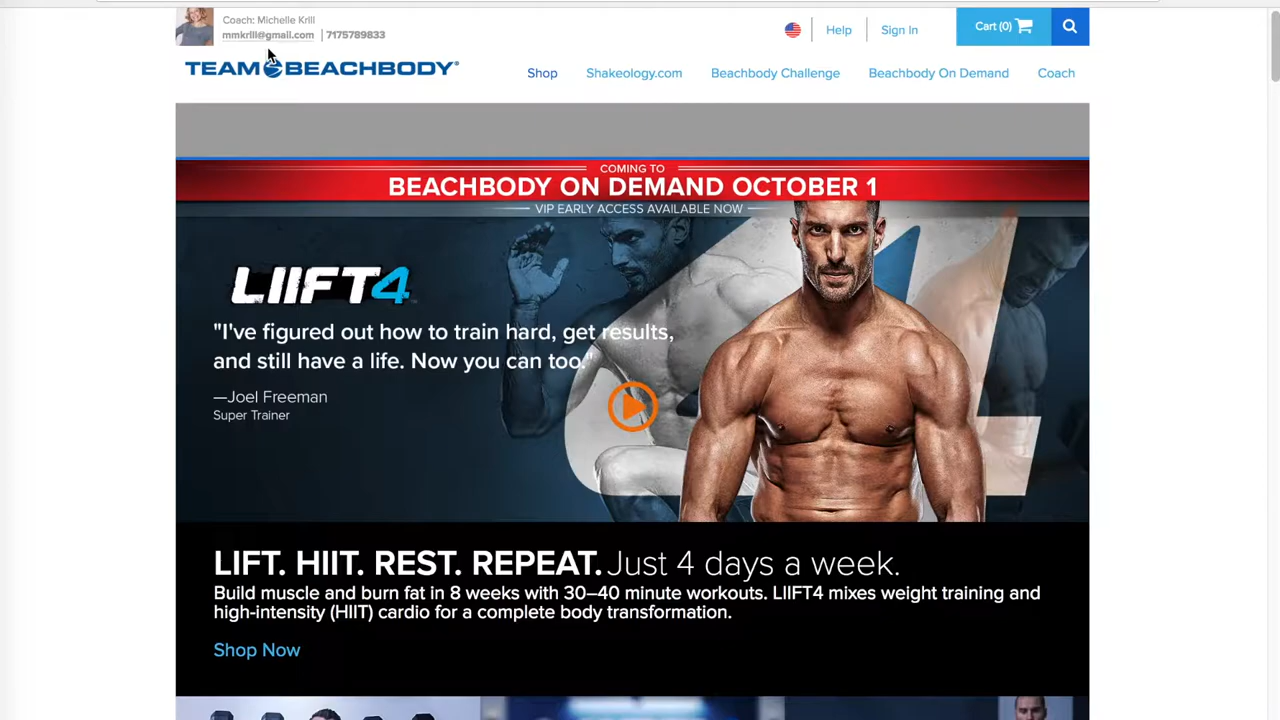 Coach: Michelle Krill
mmkrill@gmail.com | 7175789833
Help
Sign In
Cart (0)
TEAM BEACHBODY®
Shop
Shakeology.com
Beachbody Challenge
Beachbody On Demand
Coach
COMING TO
BEACHBODY ON DEMAND OCTOBER 1
VIP EARLY ACCESS AVAILABLE NOW
LIIFT4
"I've figured out how to train hard, get results,
and still have a life. Now you can too."
—Joel Freeman
Super Trainer
LIFT. HIIT. REST. REPEAT. Just 4 days a week.
Build muscle and burn fat in 8 weeks with 30–40 minute workouts. LIIFT4 mixes weight training and
high-intensity (HIIT) cardio for a complete body transformation.
Shop Now